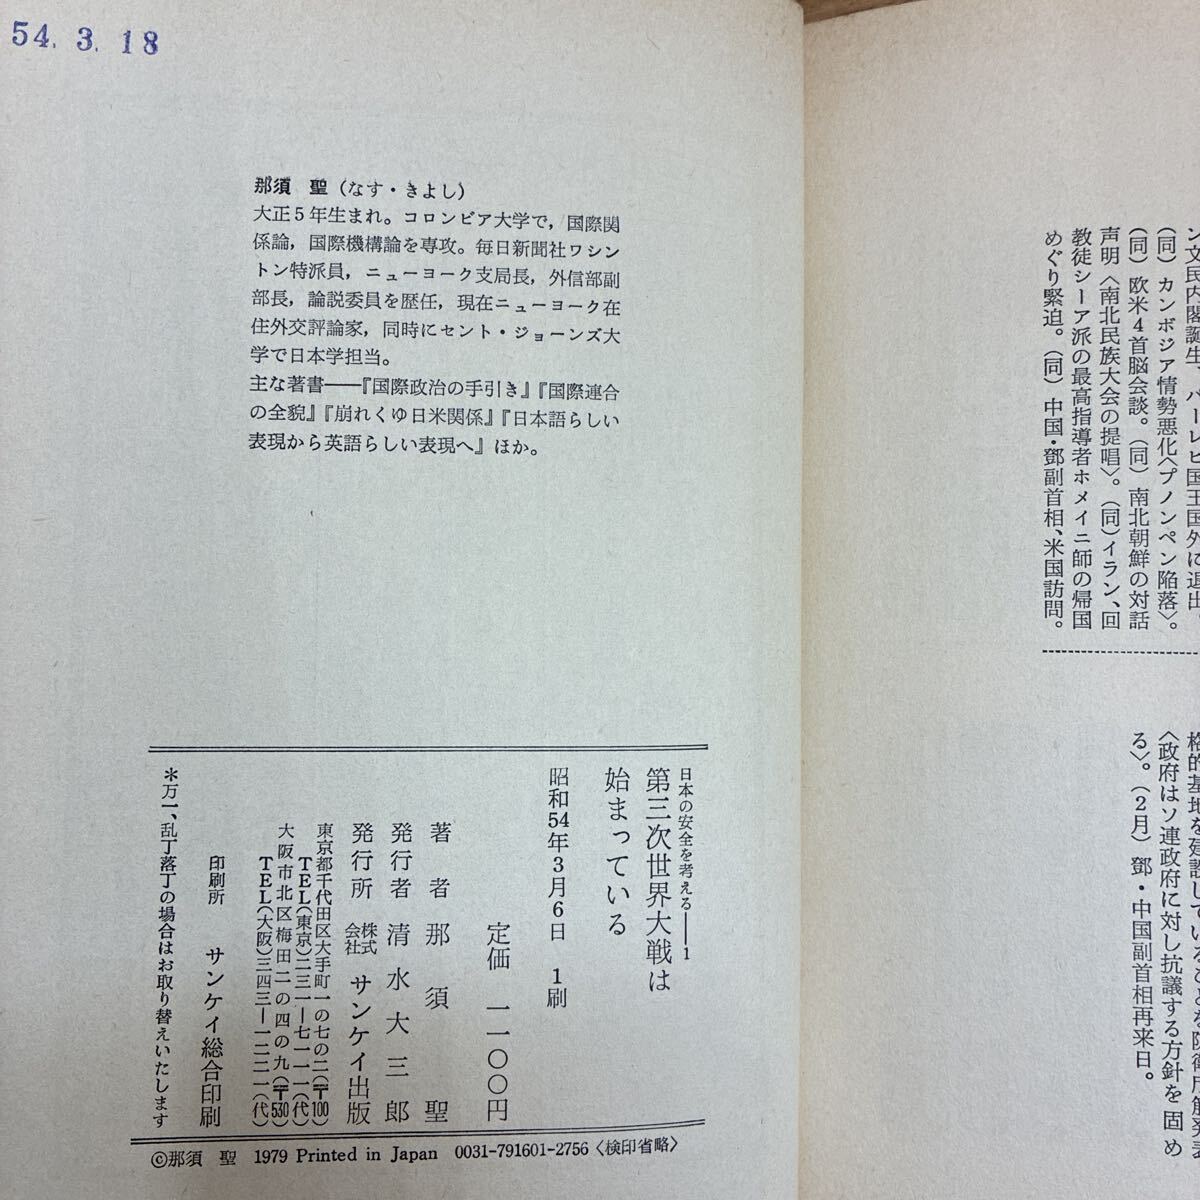 54. 3. 18
那須　聖（なす・きよし）
大正5年生まれ。コロンビア大学で，国際関
係論，国際機構論を専攻。毎日新聞社ワシン
トン特派員，ニューヨーク支局長，外信部副
部長，論説委員を歴任，現在ニューヨーク在
住外交評論家，同時にセント・ジョーンズ大
学で日本学担当。
主な著書――『国際政治の手引き』『国際連合
の全貌』『崩れくゆ日米関係』『日本語らしい
表現から英語らしい表現へ』ほか。
日本の安全を考える――1
第三次世界大戦は
始まっている
昭和54年3月6日　1刷
定価　一一〇〇円
著者　那須　聖
発行者　清水大三郎
発行所　株式会社　サンケイ出版
東京都千代田区大手町一の七の二（〒100）
TEL（東京）二三一―七一一一（代）
大阪市北区梅田二の四の九（〒530）
TEL（大阪）三四三―一二二一（代）
印刷所　サンケイ総合印刷
＊万一、乱丁落丁の場合はお取り替えいたします
©那須　聖　1979 Printed in Japan　0031-791601-2756〈検印省略〉
ン文民内閣誕生、パーレビ国王国外に退出。
（同）カンボジア情勢悪化〈プノンペン陥落〉。
（同）欧米4首脳会談。（同）南北朝鮮の対話
声明〈南北民族大会の提唱〉。（同）イラン、回
教徒シーア派の最高指導者ホメイニ師の帰国
めぐり緊迫。（同）中国・鄧副首相、米国訪問。
格的基地を建設していることを防衛庁解発表
〈政府はソ連政府に対し抗議する方針を固め
る〉。（2月）鄧・中国副首相再来日。